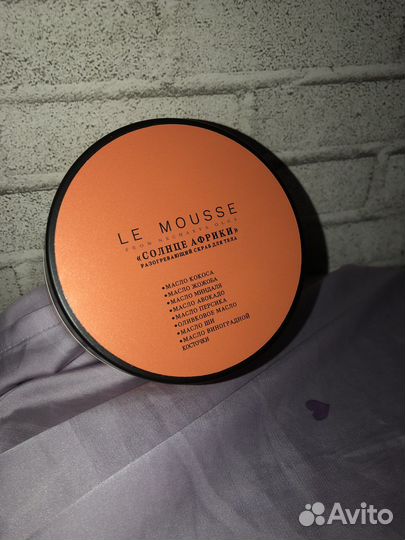 LE MOUSSE
«СОЛНЦЕ АФРИКИ»
РАЗОГРЕВАЮЩИЙ СКРАБ ДЛЯ ТЕЛА
•МАСЛО КОКОСА
•МАСЛО ЖОЖОБА
•МАСЛО МИНДАЛЯ
•МАСЛО АВОКАДО
•МАСЛО ПЕРСИКА
•ОЛИВКОВОЕ МАСЛО
•МАСЛО ШИ
•МАСЛО ВИНОГРАДНОЙ
КОСТОЧКИ
Avito